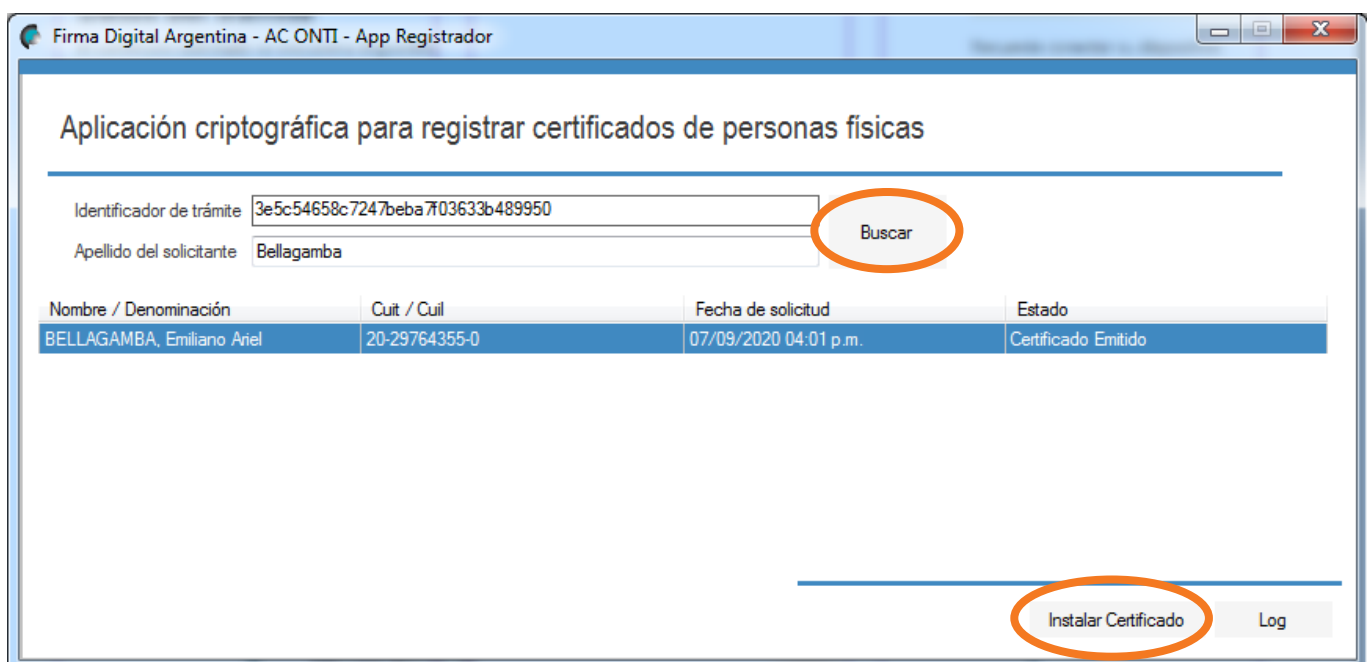 Firma Digital Argentina - AC ONTI - App Registrador
Aplicación criptográfica para registrar certificados de personas físicas
Identificador de trámite 3e5c54658c7247beba7f03633b489950
Buscar
Apellido del solicitante Bellagamba
Nombre / Denominación Cuit / Cuil Fecha de solicitud Estado
BELLAGAMBA, Emiliano Ariel 20-29764355-0 07/09/2020 04:01 p.m. Certificado Emitido
Instalar Certificado Log